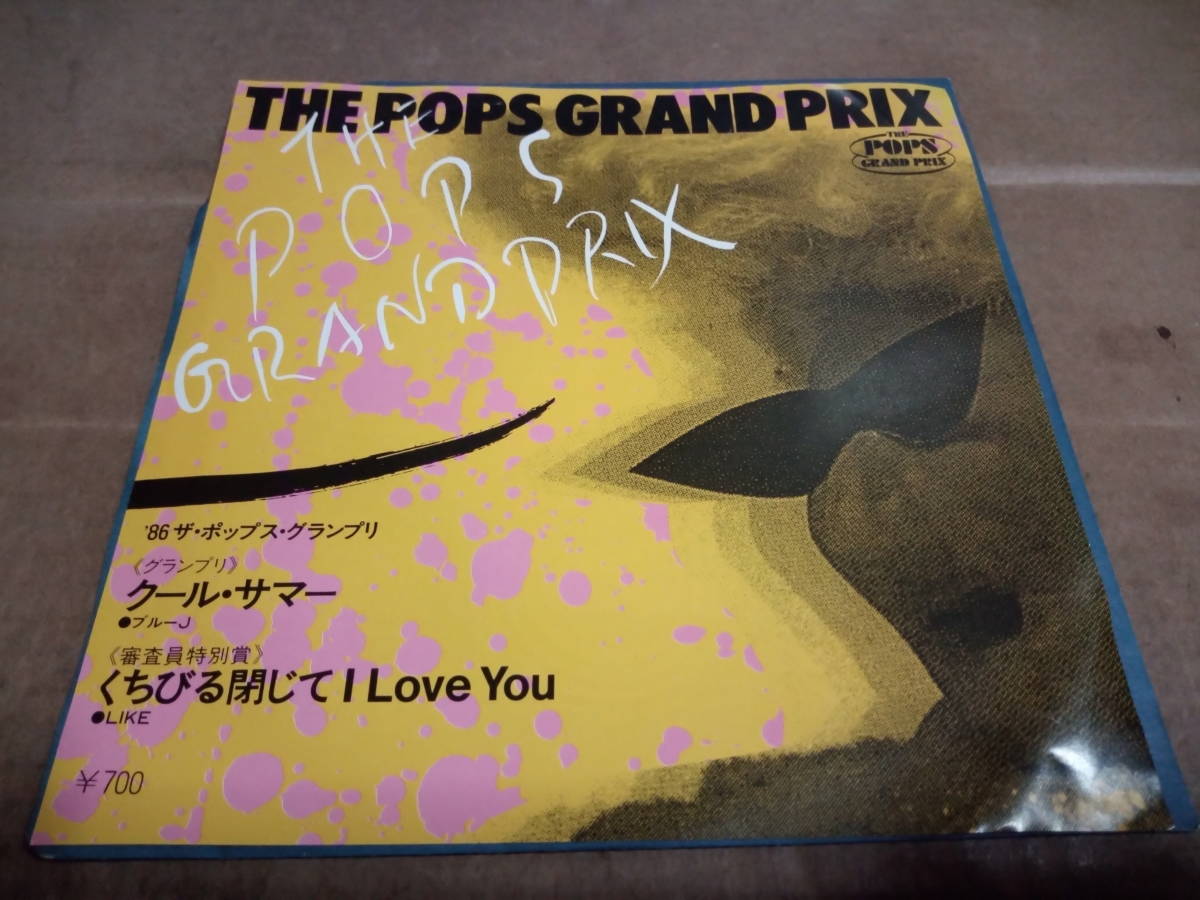 THE POPS GRAND PRIX
THE
POPS
GRAND PRIX
THE
POPS
GRAND PRIX
'86 ザ・ポップス・グランプリ
《グランプリ》
クール・サマー
●ブルーJ
《審査員特別賞》
くちびる閉じて I Love You
●LIKE
¥700